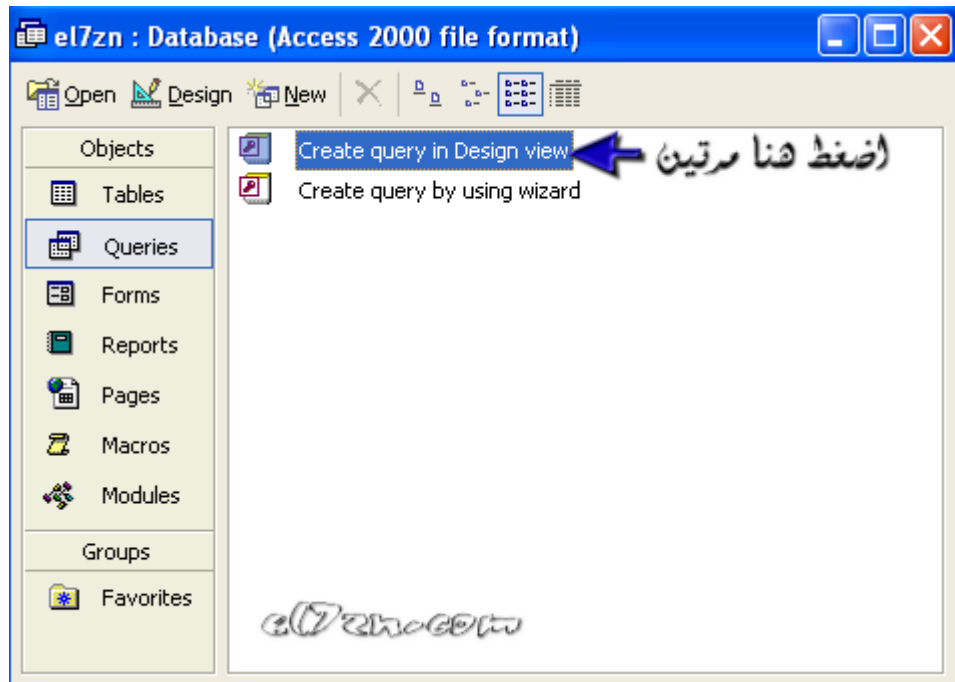 el7zn : Database (Access 2000 file format)
Open Design New
Objects
Tables
Queries
Forms
Reports
Pages
Macros
Modules
Groups
Favorites
Create query in Design view اضغط هنا مرتين
Create query by using wizard
el7zn.com